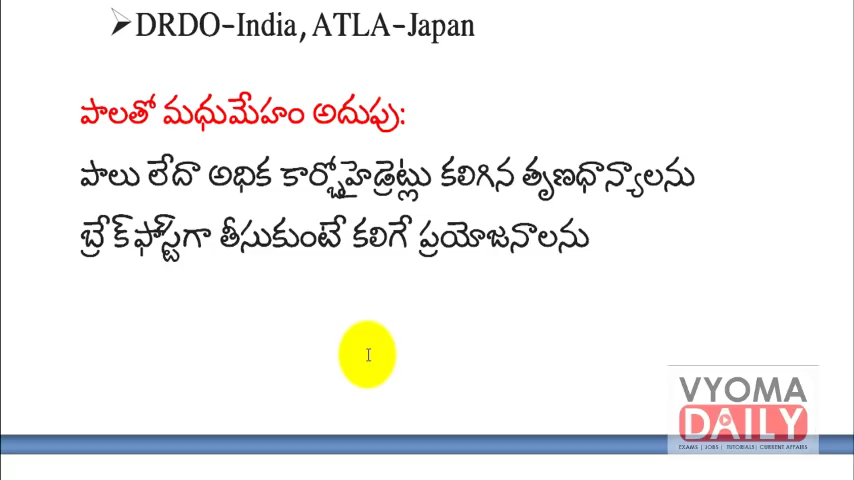 ➢DRDO-India, ATLA-Japan
పాలతో మధుమేహం అదుపు:
పాలు లేదా అధిక కార్బోహైడ్రెట్లు కలిగిన తృణధాన్యాలను
బ్రేక్‌ఫాస్ట్‌గా తీసుకుంటే కలిగే ప్రయోజనాలను
VYOMA
DAILY
EXAMS | JOBS | TUTORIALS | CURRENT AFFAIRS